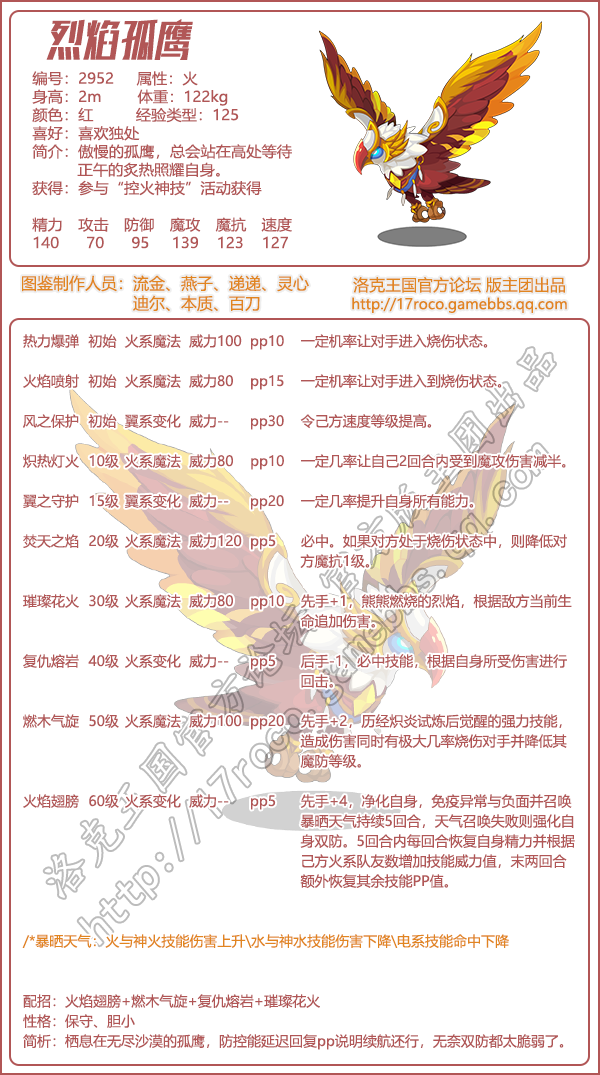 烈焰孤鹰
编号：2952 属性：火
身高：2m 体重：122kg
颜色：红 经验类型：125
喜好：喜欢独处
简介：傲慢的孤鹰，总会站在高处等待
正午的炙热照耀自身。
获得：参与“控火神技”活动获得
精力 攻击 防御 魔攻 魔抗 速度
140 70 95 139 123 127
图鉴制作人员：流金、燕子、递递、灵心
迪尔、本质、百刀
洛克王国官方论坛 版主团出品
http://17roco.gamebbs.qq.com
热力爆弹 初始 火系魔法 威力100 pp10 一定机率让对手进入烧伤状态。
火焰喷射 初始 火系魔法 威力80 pp15 一定机率让对手进入到烧伤状态。
风之保护 初始 翼系变化 威力-- pp30 令己方速度等级提高。
炽热灯火 10级 火系魔法 威力80 pp10 一定几率让自己2回合内受到魔攻伤害减半。
翼之守护 15级 翼系变化 威力-- pp20 一定几率提升自身所有能力。
焚天之焰 20级 火系魔法 威力120 pp5 必中。如果对方处于烧伤状态中，则降低对
方魔抗1级。
璀璨花火 30级 火系魔法 威力80 pp10 先手+1，熊熊燃烧的烈焰，根据敌方当前生
命追加伤害。
复仇熔岩 40级 火系变化 威力-- pp5 后手-1，必中技能，根据自身所受伤害进行
回击。
燃木气旋 50级 火系魔法 威力100 pp20 先手+2，历经炽炎试炼后觉醒的强力技能，
造成伤害同时有极大几率烧伤对手并降低其
魔防等级。
火焰翅膀 60级 火系变化 威力-- pp5 先手+4，净化自身，免疫异常与负面并召唤
暴晒天气持续5回合，天气召唤失败则强化自
身双防。5回合内每回合恢复自身精力并根据
己方火系队友数增加技能威力值，末两回合
额外恢复其余技能PP值。
/*暴晒天气：火与神火技能伤害上升\水与神水技能伤害下降\电系技能命中下降
配招：火焰翅膀+燃木气旋+复仇熔岩+璀璨花火
性格：保守、胆小
简析：栖息在无尽沙漠的孤鹰，防控能延迟回复pp说明续航还行，无奈双防都太脆弱了。
洛克王国官方论坛 官方版主团出品
http://17roco.gamebbs.qq.com